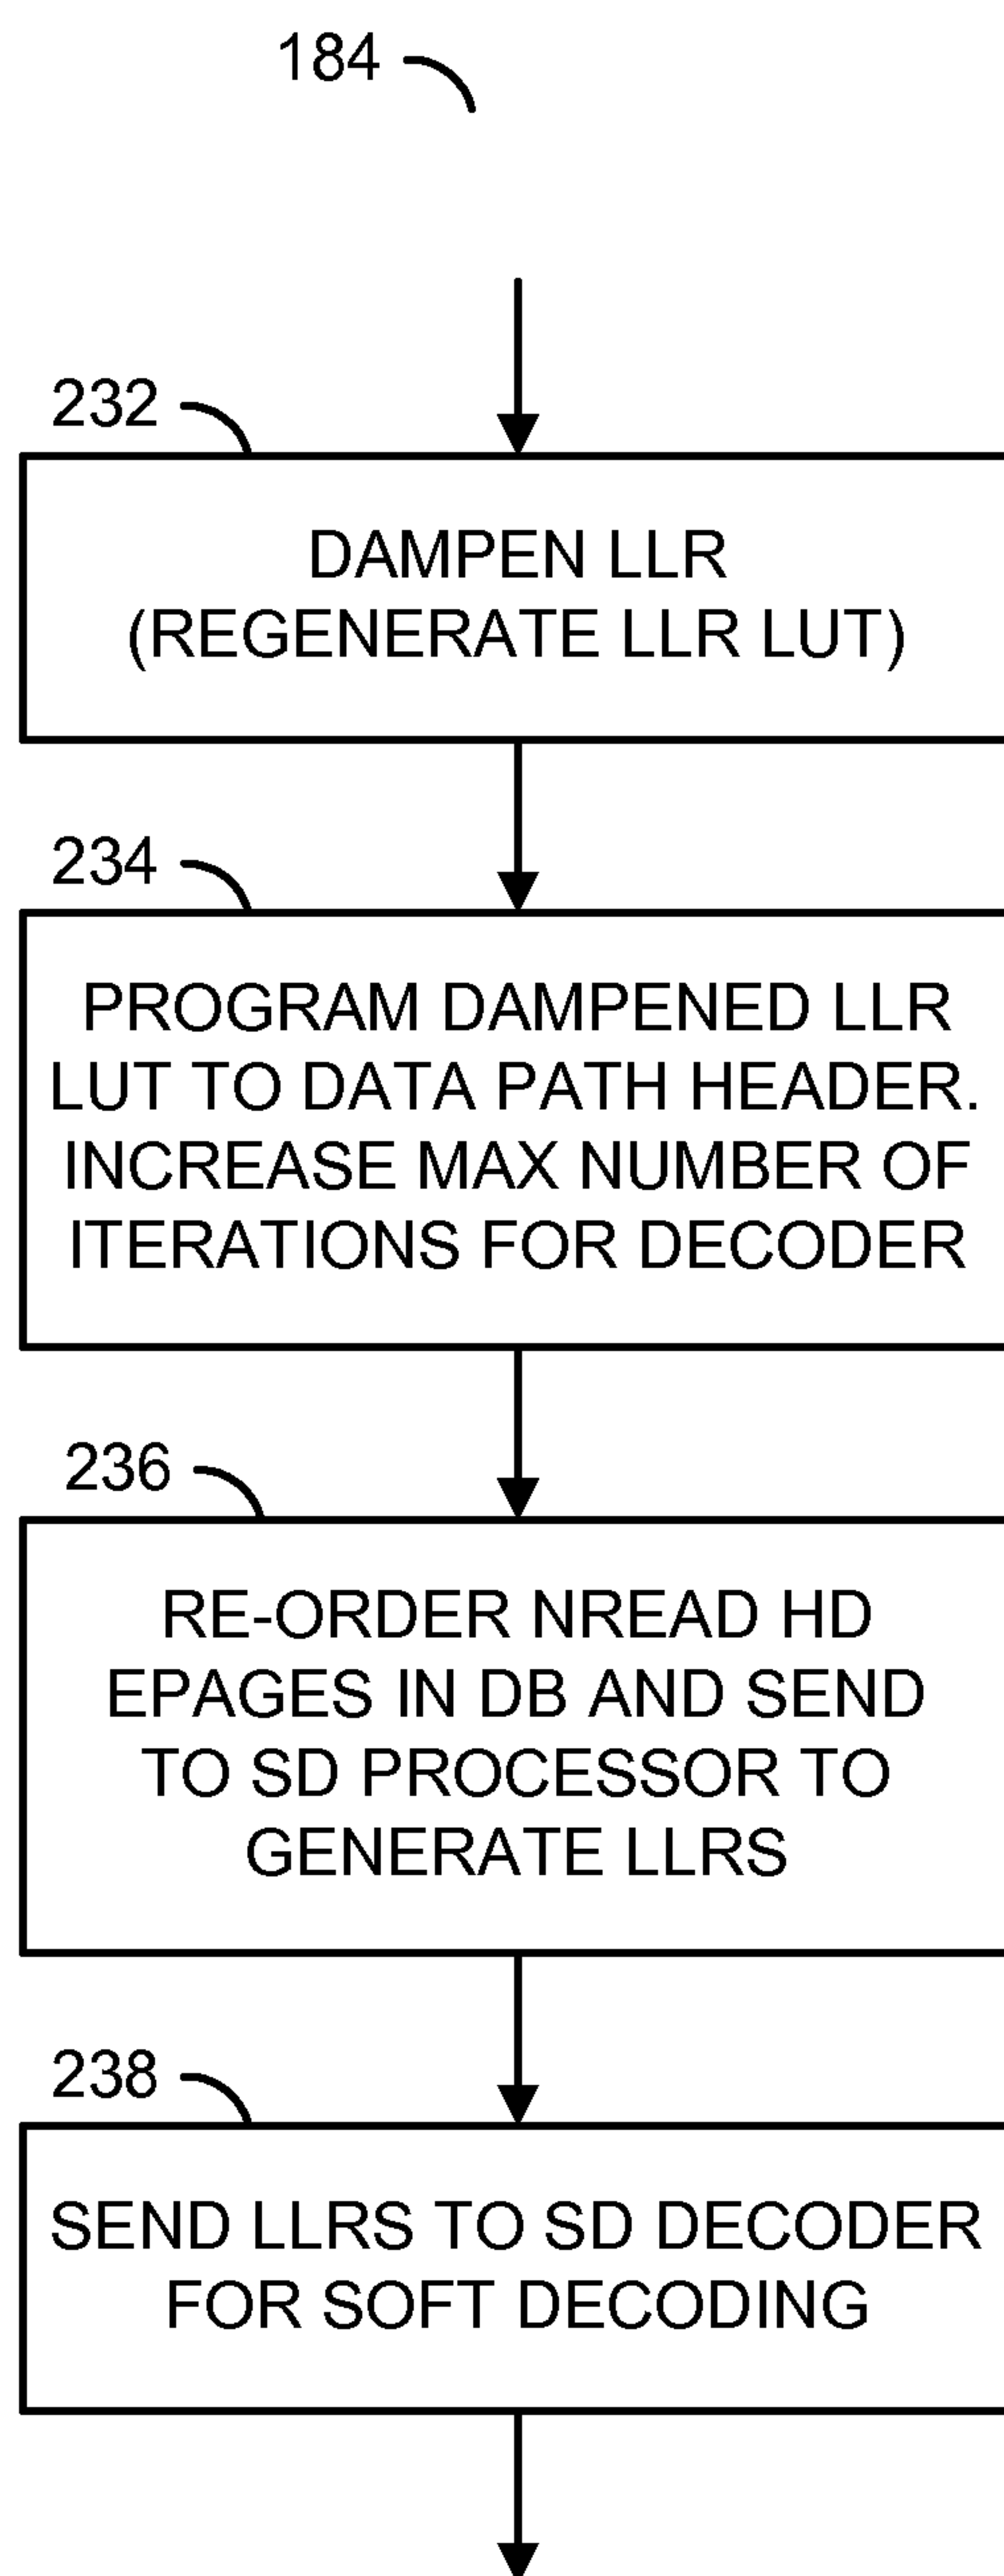 184
232
DAMPEN LLR
(REGENERATE LLR LUT)
234
PROGRAM DAMPENED LLR
LUT TO DATA PATH HEADER.
INCREASE MAX NUMBER OF
ITERATIONS FOR DECODER
236
RE-ORDER NREAD HD
EPAGES IN DB AND SEND
TO SD PROCESSOR TO
GENERATE LLRS
238
SEND LLRS TO SD DECODER
FOR SOFT DECODING